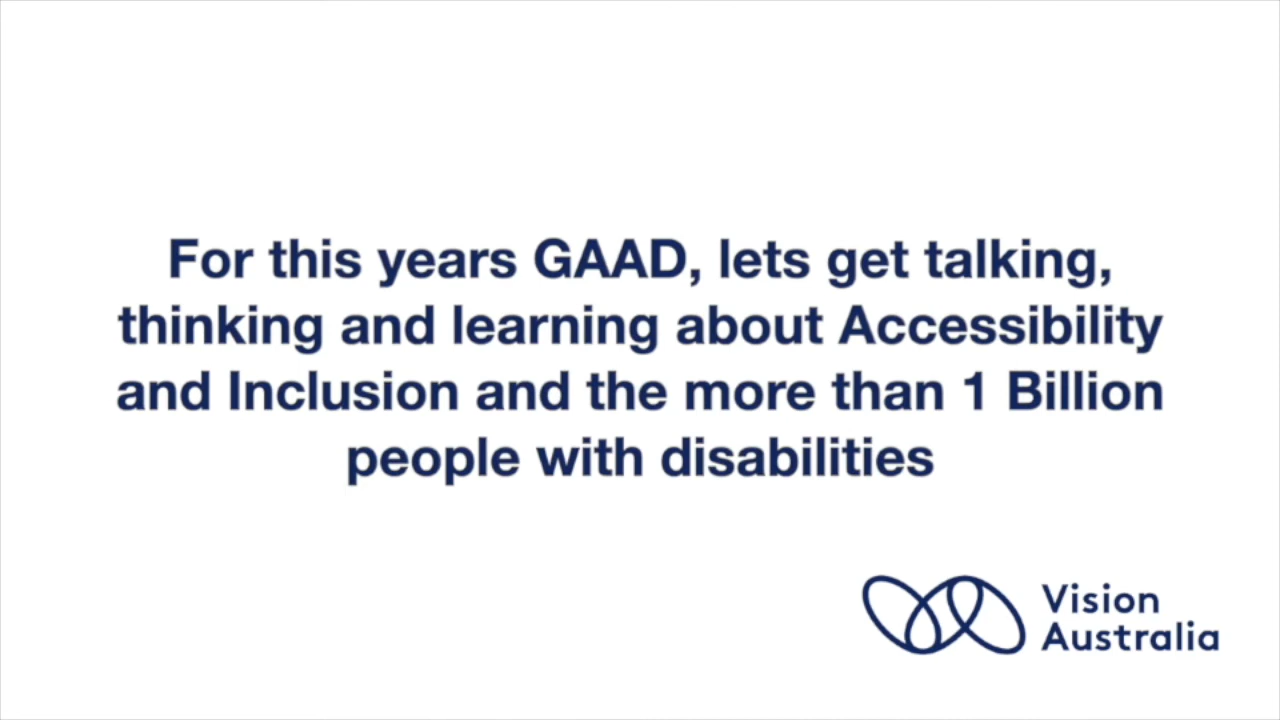 For this years GAAD, lets get talking,
thinking and learning about Accessibility
and Inclusion and the more than 1 Billion
people with disabilities
Vision
Australia